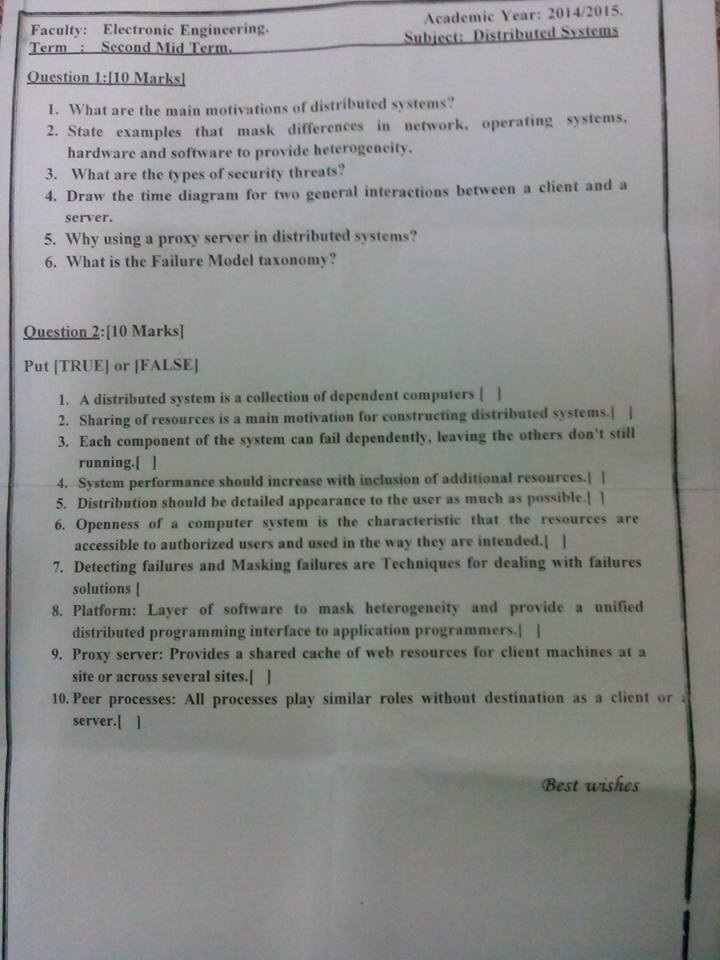 Faculty: Electronic Engineering.
Academic Year: 2014/2015.
Term : Second Mid Term.
Subject: Distributed Systems
Question 1:[10 Marks]
1. What are the main motivations of distributed systems?
2. State examples that mask differences in network, operating systems,
hardware and software to provide heterogeneity.
3. What are the types of security threats?
4. Draw the time diagram for two general interactions between a client and a
server.
5. Why using a proxy server in distributed systems?
6. What is the Failure Model taxonomy?
Question 2:[10 Marks]
Put [TRUE] or [FALSE]
1. A distributed system is a collection of dependent computers [ ]
2. Sharing of resources is a main motivation for constructing distributed systems.[ ]
3. Each component of the system can fail dependently, leaving the others don't still
running.[ ]
4. System performance should increase with inclusion of additional resources.[ ]
5. Distribution should be detailed appearance to the user as much as possible.[ ]
6. Openness of a computer system is the characteristic that the resources are
accessible to authorized users and used in the way they are intended.[ ]
7. Detecting failures and Masking failures are Techniques for dealing with failures
solutions [
8. Platform: Layer of software to mask heterogeneity and provide a unified
distributed programming interface to application programmers.[ ]
9. Proxy server: Provides a shared cache of web resources for client machines at a
site or across several sites.[ ]
10. Peer processes: All processes play similar roles without destination as a client or a
server.[ ]
Best wishes